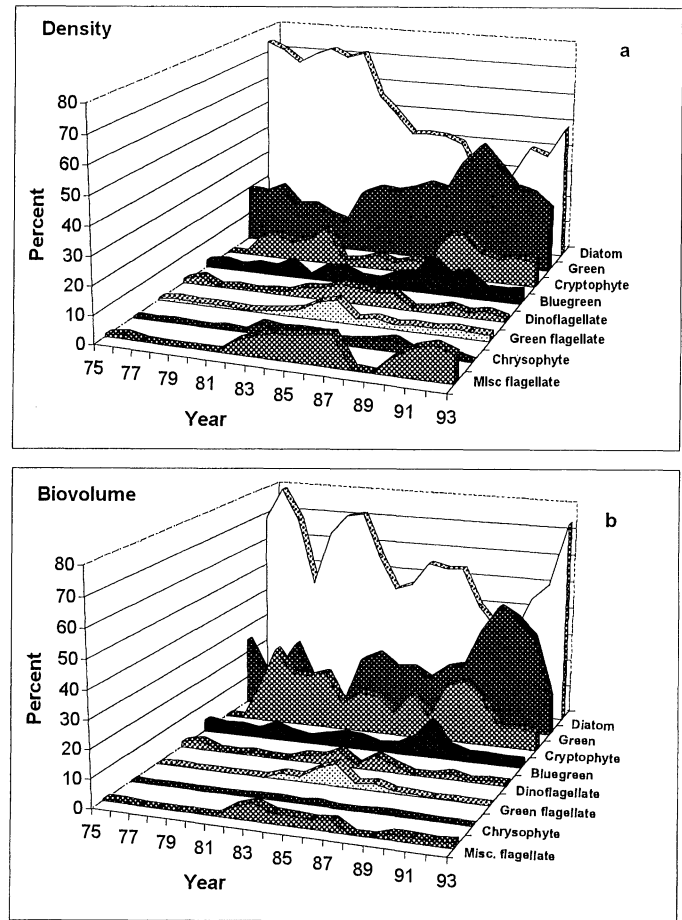 Density
a
80
70
60
50
40
30
20
10
0
Percent
75 77 79 81 83 85 87 89 91 93
Year
Diatom
Green
Cryptophyte
Bluegreen
Dinoflagellate
Green flagellate
Chrysophyte
Misc flagellate
Biovolume
b
80
70
60
50
40
30
20
10
0
Percent
75 77 79 81 83 85 87 89 91 93
Year
Diatom
Green
Cryptophyte
Bluegreen
Dinoflagellate
Green flagellate
Chrysophyte
Misc. flagellate